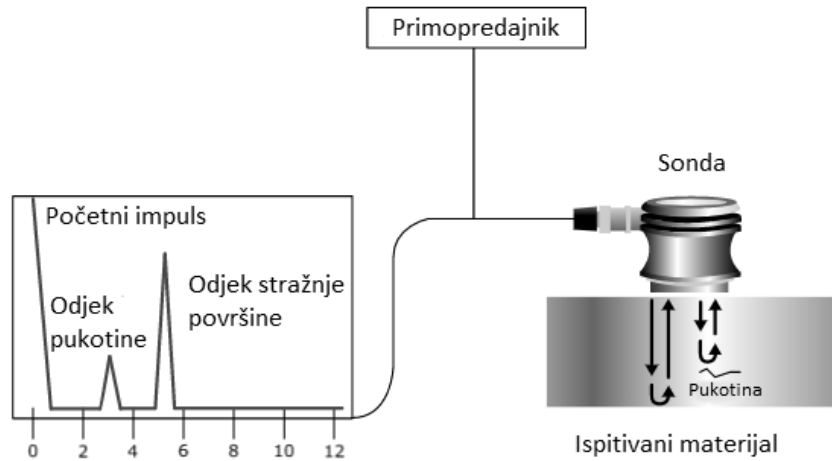 Primopredajnik
Sonda
Početni impuls
Odjek
pukotine
Odjek stražnje
površine
Pukotina
0 2 4 6 8 10 12
Ispitivani materijal